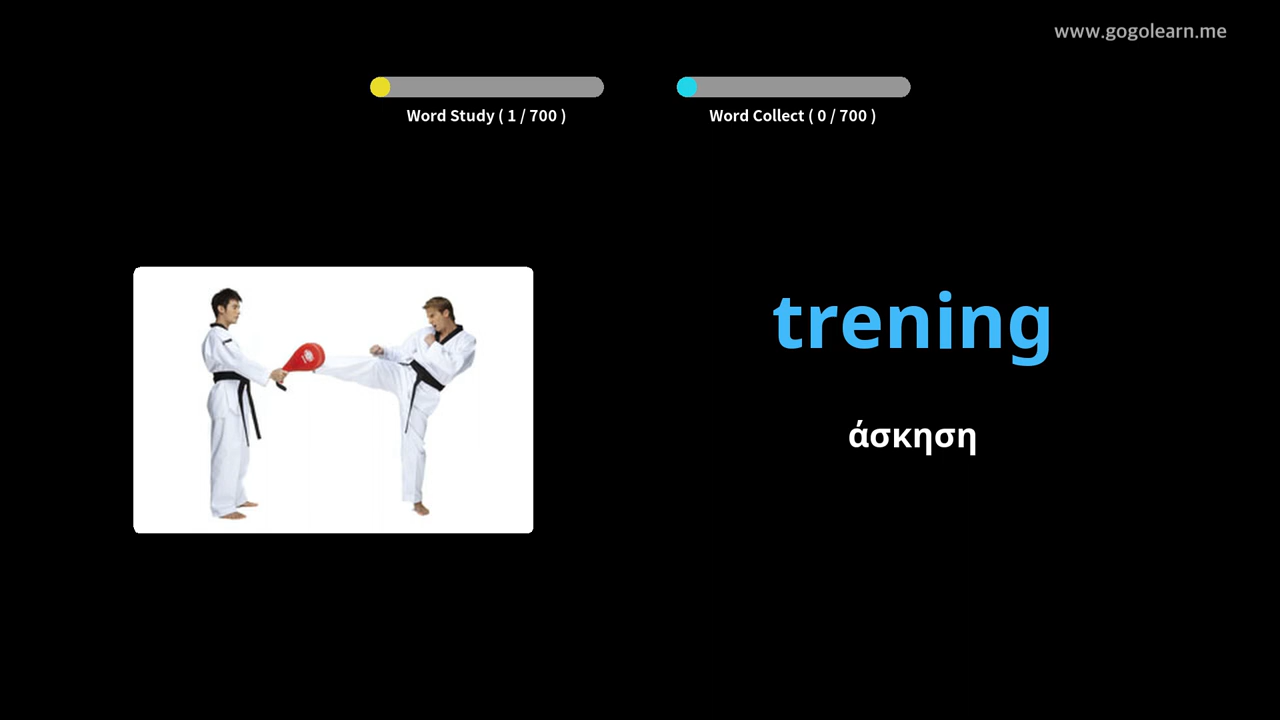 www.gogolearn.me
Word Study ( 1 / 700 )
Word Collect ( 0 / 700 )
trening
άσκηση